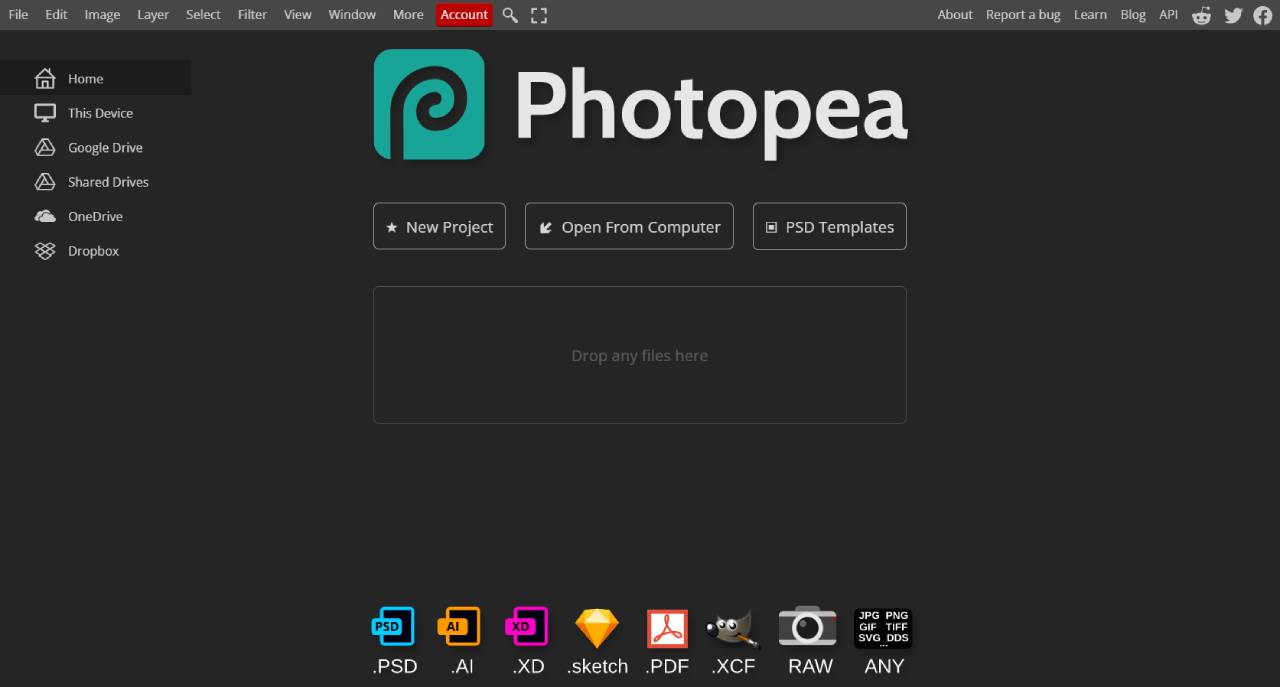 File Edit Image Layer Select Filter View Window More Account About Report a bug Learn Blog API
Home
This Device
Google Drive
Shared Drives
OneDrive
Dropbox
Photopea
New Project Open From Computer PSD Templates
Drop any files here
PSD AI XD JPG PNG
GIF TIFF
SVG DDS
...
.PSD .AI .XD .sketch .PDF .XCF RAW ANY